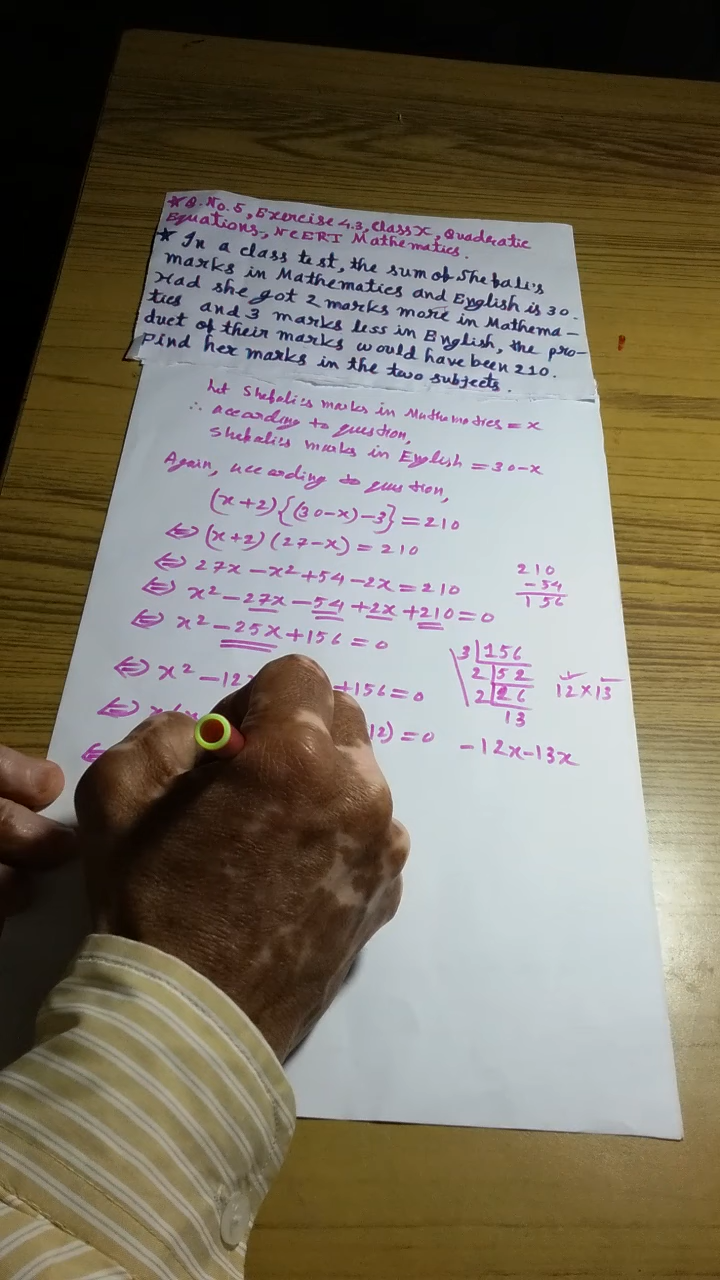 * Q. No. 5, Exercise 4.3, Class X, Quaderatic
Equations, NCERT Mathematics.
* In a class test, the sum of Shefali's
marks in Mathematics and English is 30.
Had she got 2 marks more in Mathema-
tics and 3 marks less in English, the pro-
duct of their marks would have been 210.
Find her marks in the two subjects.
Let Shefali's marks in Mathematics = x
∴ according to question,
Shefali's marks in English = 30-x
Again, according to question,
(x+2){(30-x)-3} = 210
⇔ (x+2)(27-x) = 210
⇔ 27x-x²+54-2x = 210
⇔ x²-27x-54+2x+210=0
⇔ x²-25x+156=0
⇔ x²-12x +156=0
⇔ 12)=0
210
-54
156
3|156
2|52
2|26
13
12×13
-12x-13x